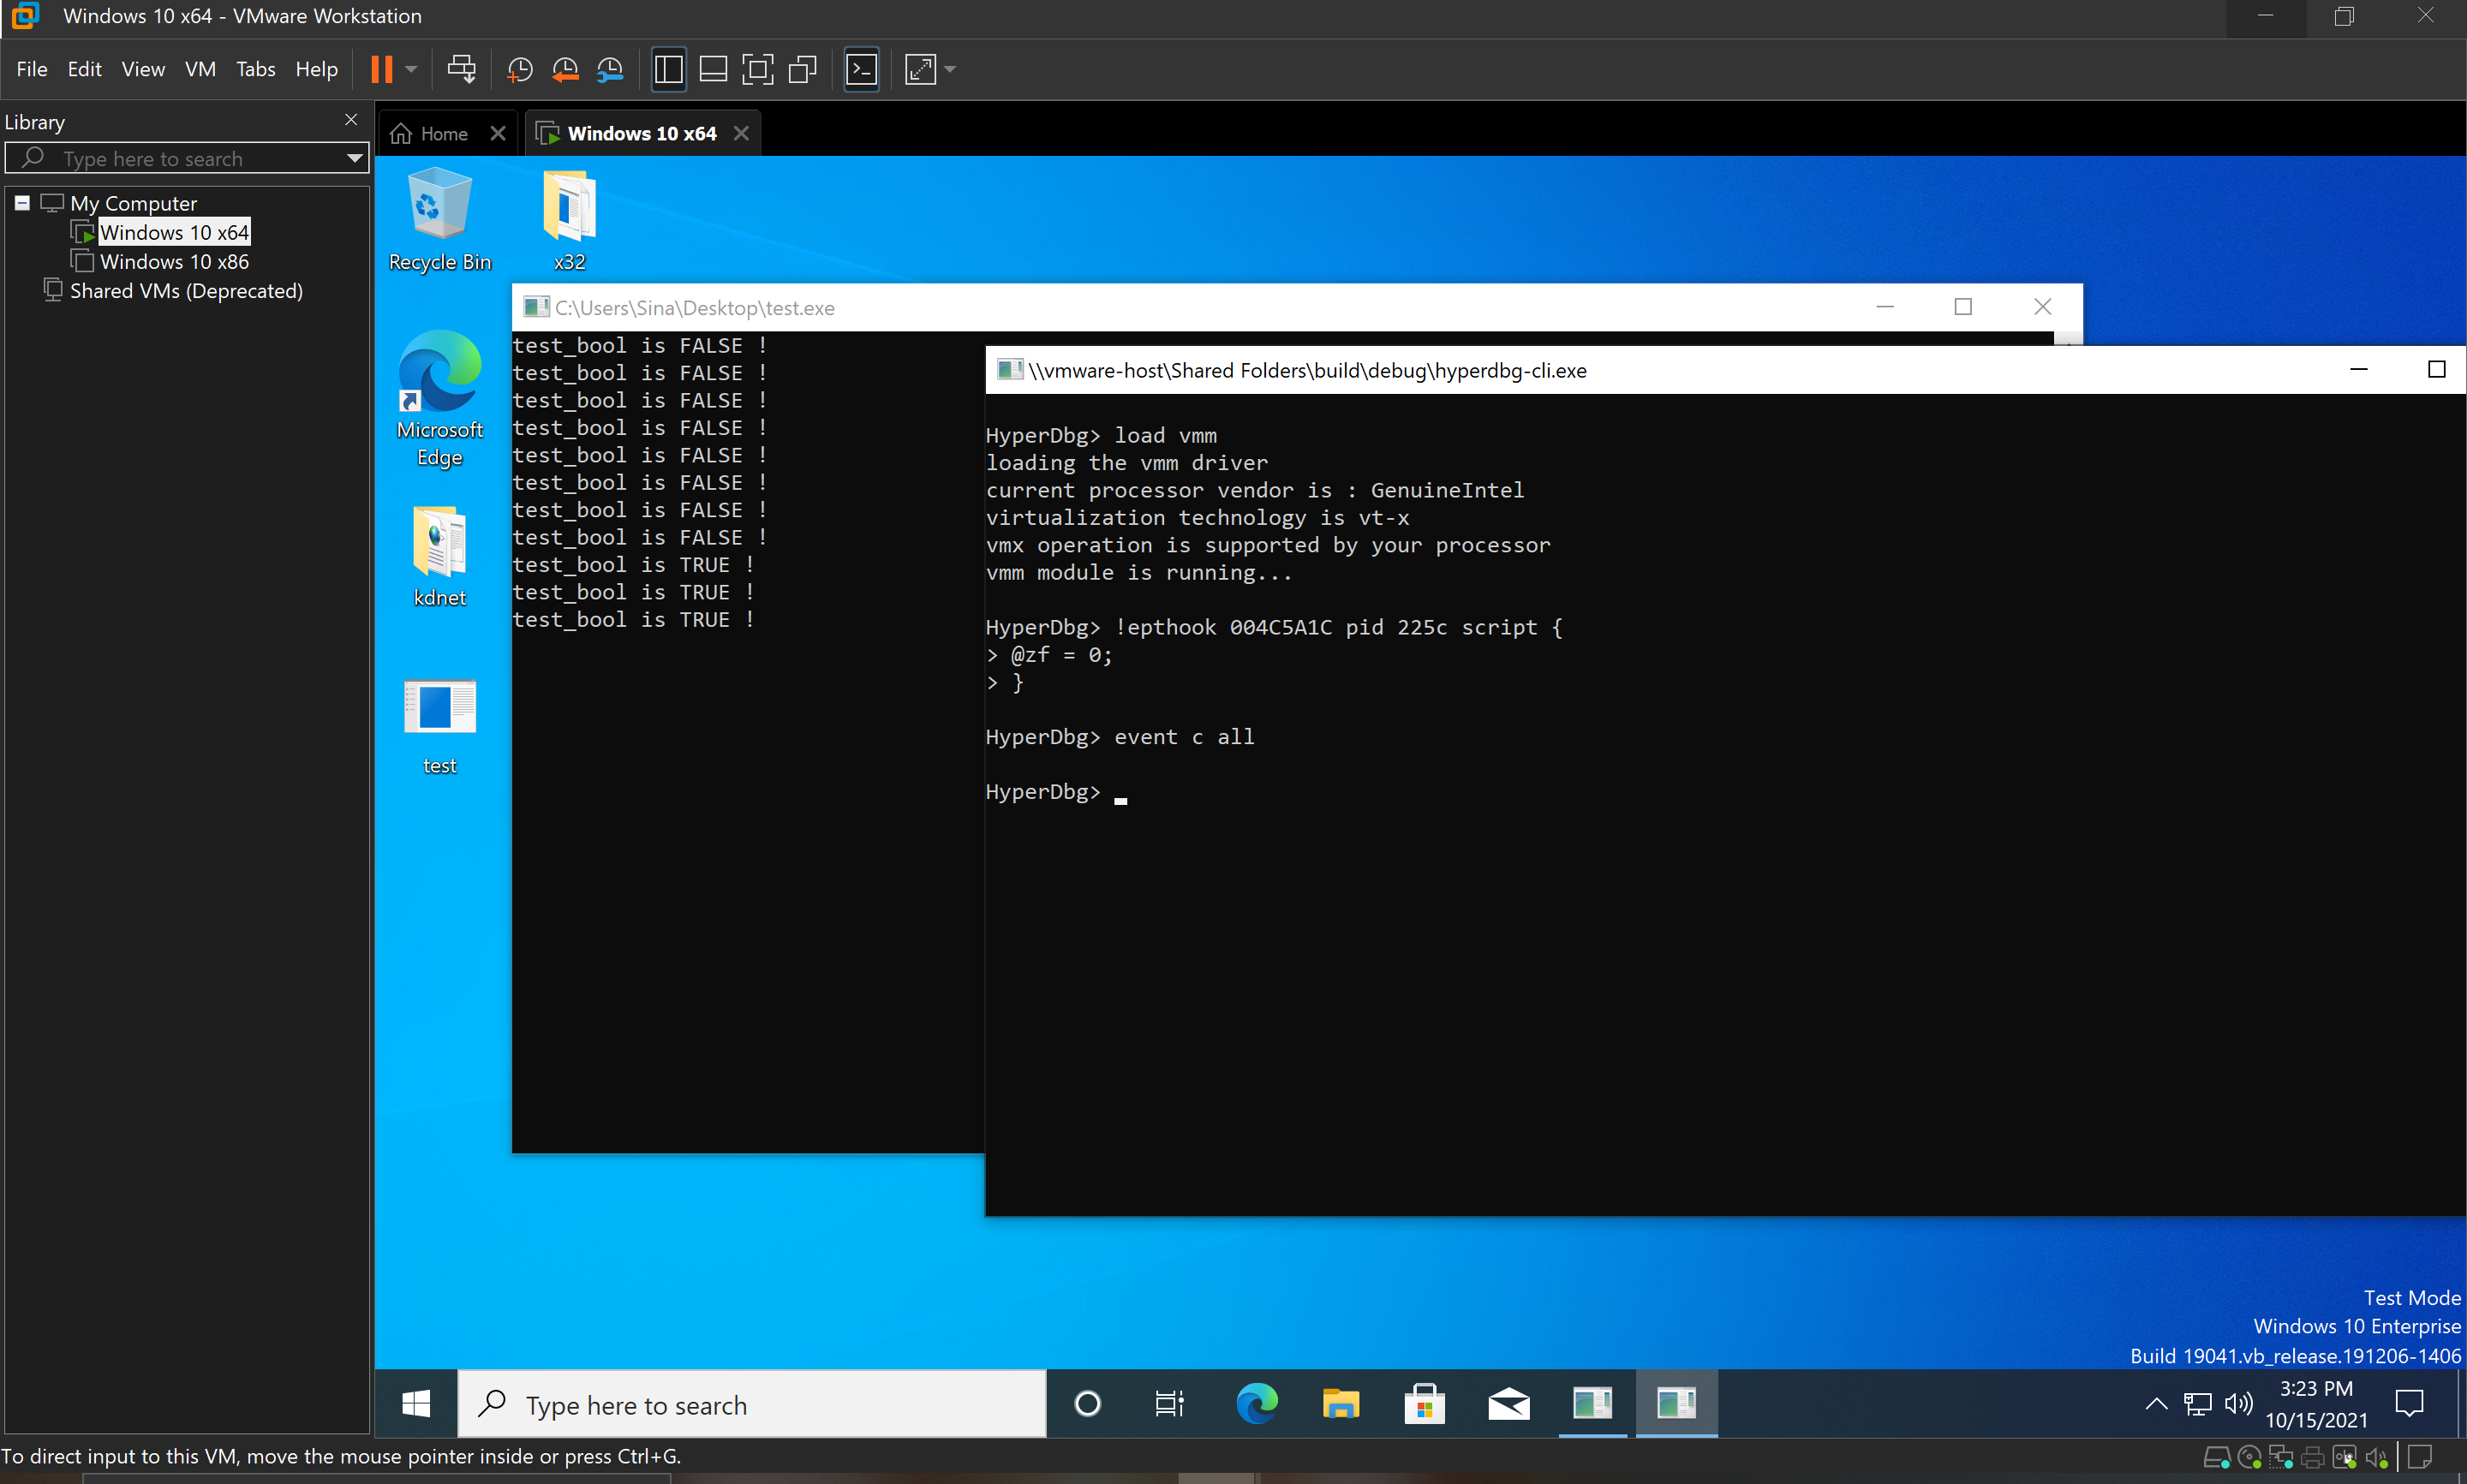 Windows 10 x64 - VMware Workstation
File Edit View VM Tabs Help
Library
Type here to search
My Computer
Windows 10 x64
Windows 10 x86
Shared VMs (Deprecated)
Home
Windows 10 x64
Recycle Bin
x32
Microsoft
Edge
kdnet
test
C:\Users\Sina\Desktop\test.exe
test_bool is FALSE !
test_bool is FALSE !
test_bool is FALSE !
test_bool is FALSE !
test_bool is FALSE !
test_bool is FALSE !
test_bool is FALSE !
test_bool is FALSE !
test_bool is TRUE !
test_bool is TRUE !
test_bool is TRUE !
\\vmware-host\Shared Folders\build\debug\hyperdbg-cli.exe
HyperDbg> load vmm
loading the vmm driver
current processor vendor is : GenuineIntel
virtualization technology is vt-x
vmx operation is supported by your processor
vmm module is running...
HyperDbg> !epthook 004C5A1C pid 225c script {
> @zf = 0;
> }
HyperDbg> event c all
HyperDbg>
Test Mode
Windows 10 Enterprise
Build 19041.vb_release.191206-1406
Type here to search
3:23 PM
10/15/2021
To direct input to this VM, move the mouse pointer inside or press Ctrl+G.